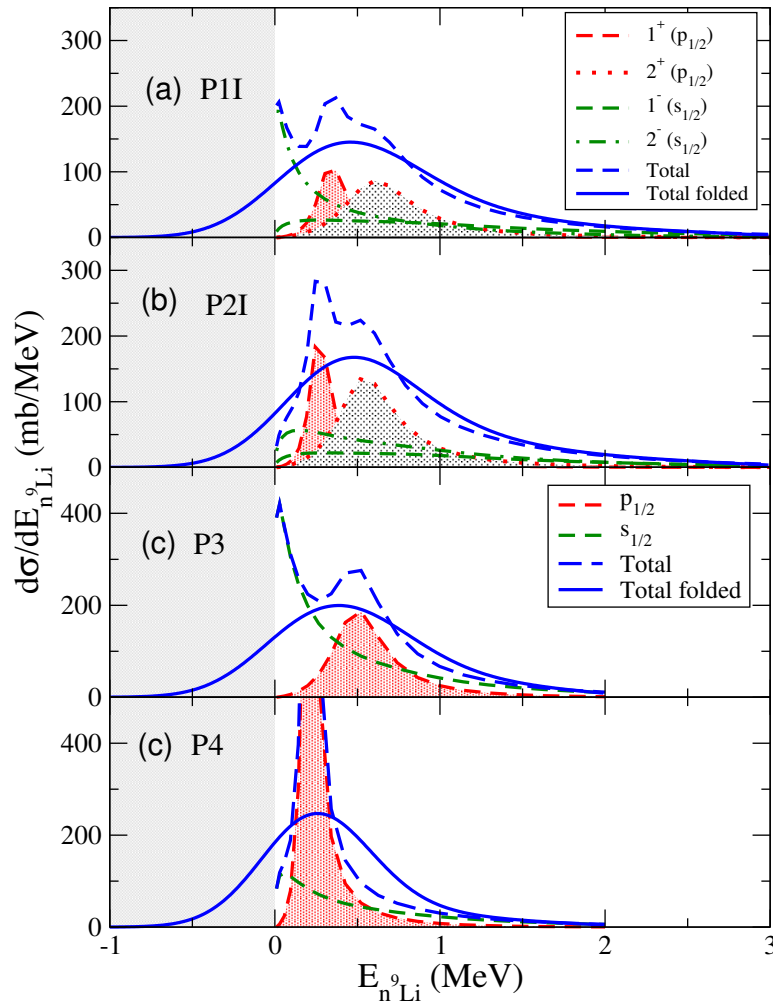 300
200
100
0
(a) P1I
1⁺ (p₁/₂)
2⁺ (p₁/₂)
1⁻ (s₁/₂)
2⁻ (s₁/₂)
Total
Total folded
300
200
100
0
(b) P2I
dσ/dEₙ⁹Li (mb/MeV)
400
200
0
(c) P3
p₁/₂
s₁/₂
Total
Total folded
400
200
0
(c) P4
-1 0 1 2 3
Eₙ⁹Li (MeV)